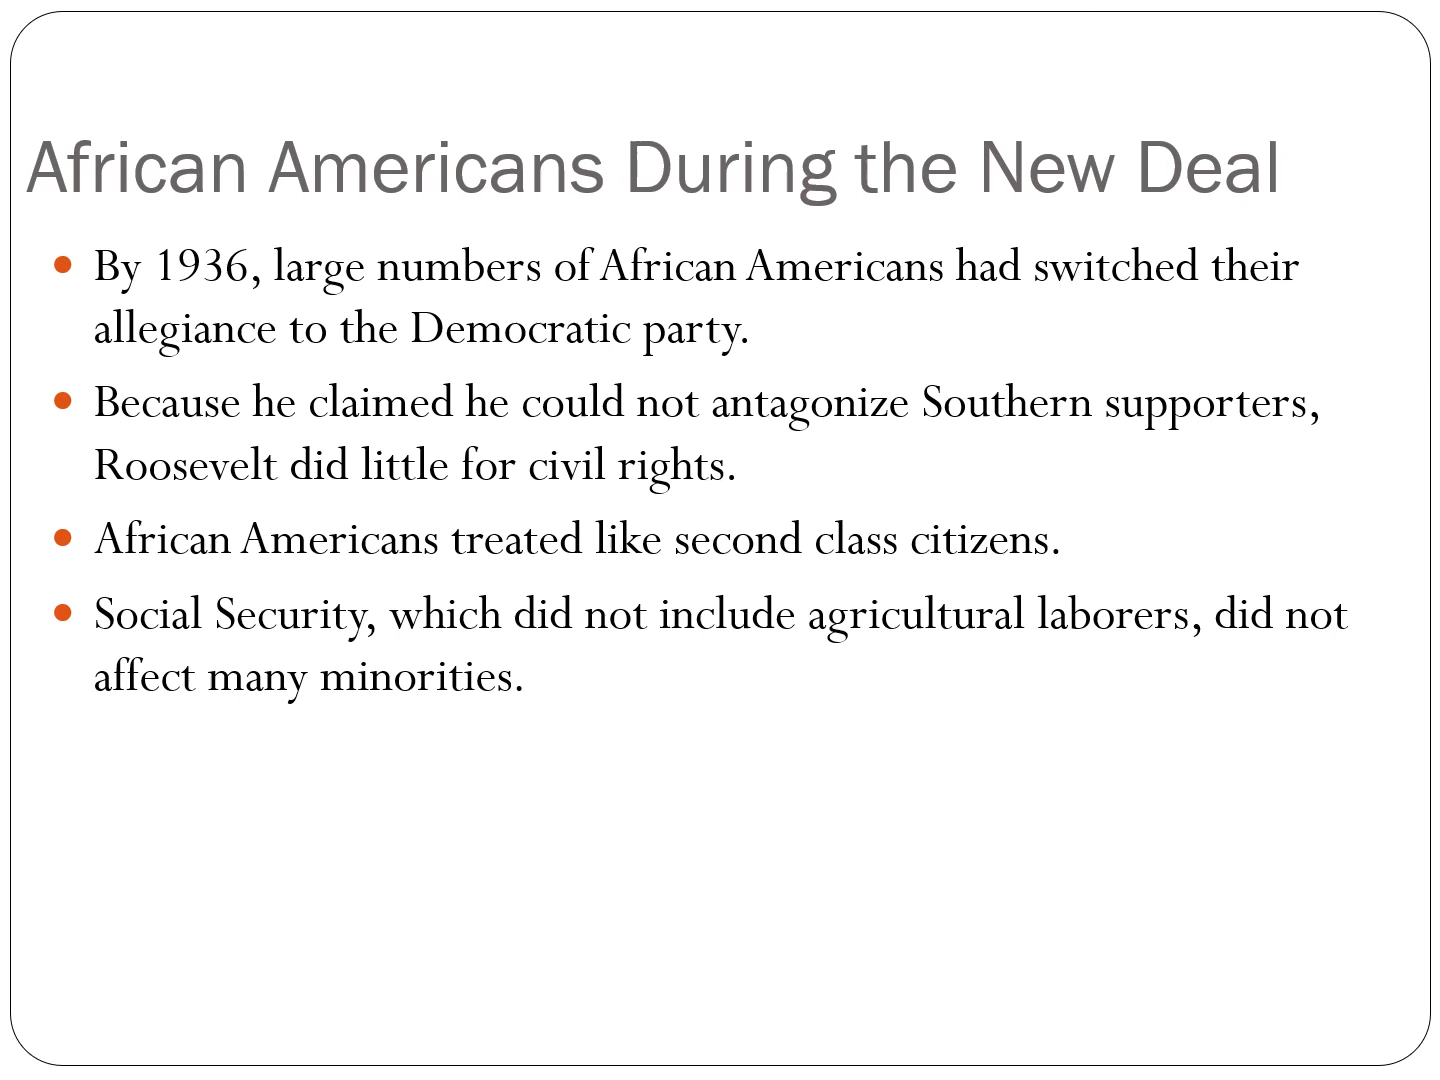 African Americans During the New Deal
By 1936, large numbers of African Americans had switched their
allegiance to the Democratic party.
Because he claimed he could not antagonize Southern supporters,
Roosevelt did little for civil rights.
African Americans treated like second class citizens.
Social Security, which did not include agricultural laborers, did not
affect many minorities.